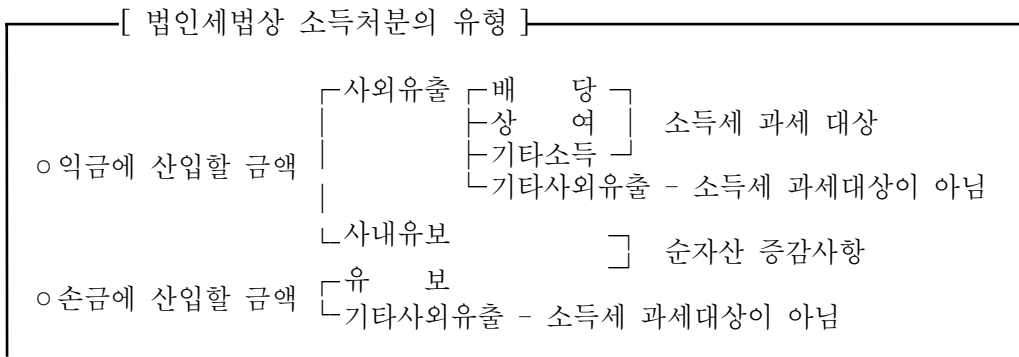 [ 법인세법상 소득처분의 유형 ]
사외유출 배 당
상 여 소득세 과세 대상
기타소득
ㅇ익금에 산입할 금액
기타사외유출 - 소득세 과세대상이 아님
사내유보
순자산 증감사항
유 보
ㅇ손금에 산입할 금액
기타사외유출 - 소득세 과세대상이 아님